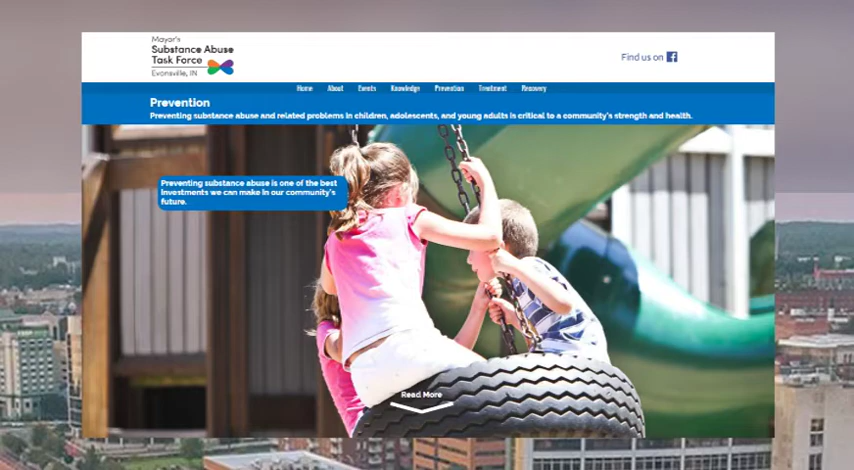 Mayor's
Substance Abuse
Task Force
Evansville, IN
Find us on
Home About Events Knowledge Prevention Treatment Recovery
Prevention
Preventing substance abuse and related problems in children, adolescents, and young adults is critical to a community's strength and health.
Preventing substance abuse is one of the best
investments we can make in our community's
future.
Read More